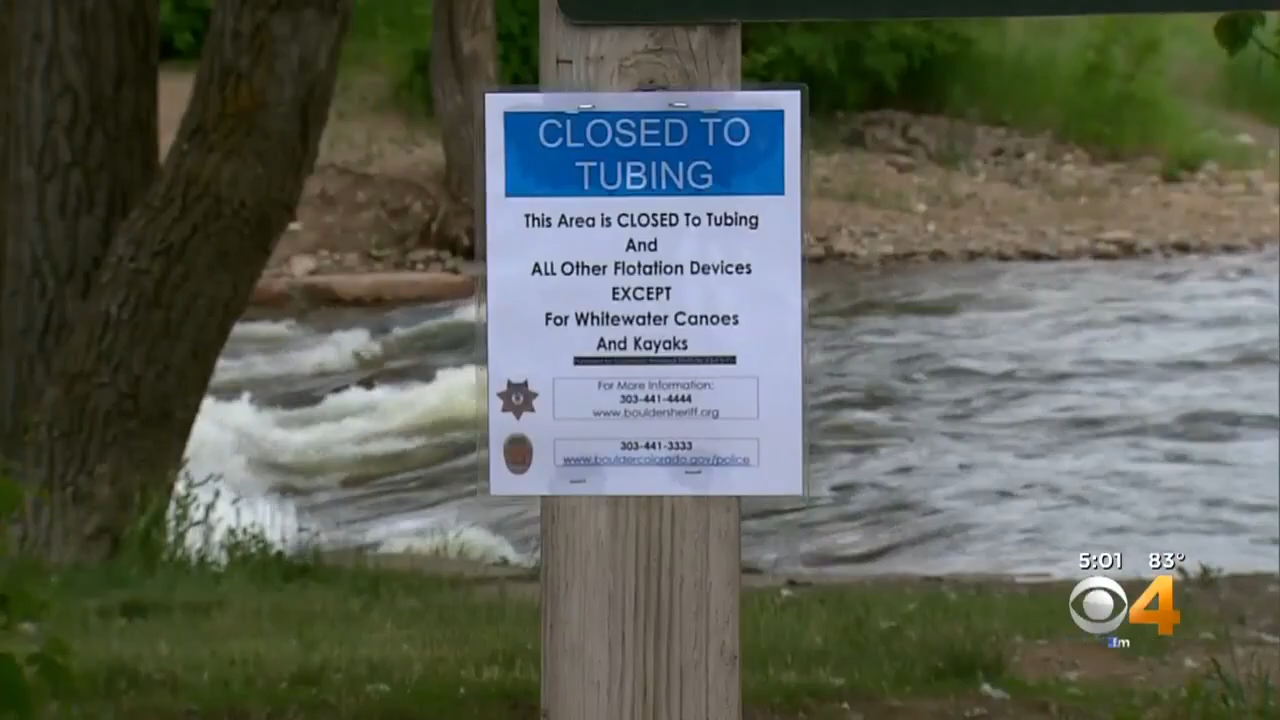 CLOSED TO
TUBING
This Area is CLOSED To Tubing
And
ALL Other Flotation Devices
EXCEPT
For Whitewater Canoes
And Kayaks
For More Information:
303-441-4444
www.bouldersheriff.org
303-441-3333
www.bouldercolorado.gov/police
5:01 83°
4